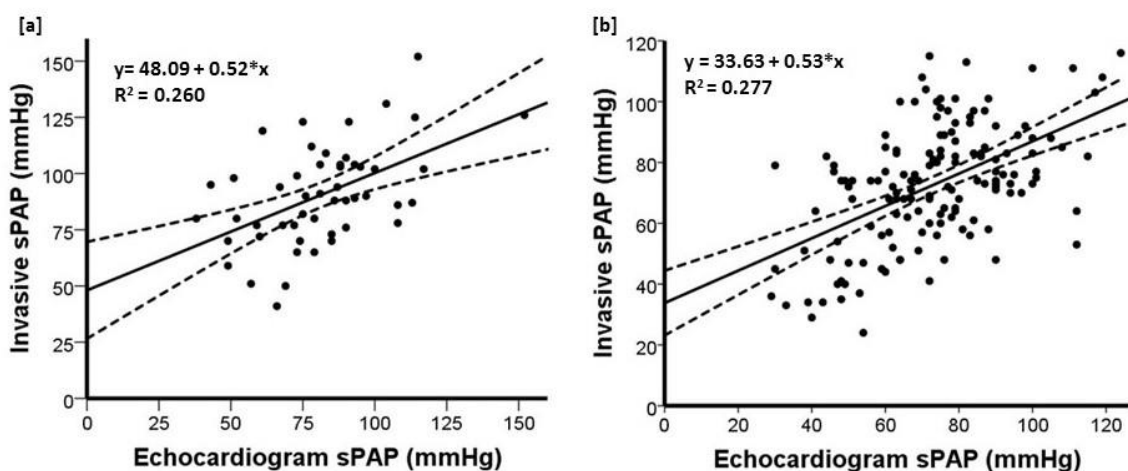 [a]
y= 48.09 + 0.52*x
R² = 0.260
Invasive sPAP (mmHg)
150
125
100
75
50
25
0
0 25 50 75 100 125 150
Echocardiogram sPAP (mmHg)
[b]
y = 33.63 + 0.53*x
R² = 0.277
Invasive sPAP (mmHg)
120
100
80
60
40
20
0
0 20 40 60 80 100 120
Echocardiogram sPAP (mmHg)